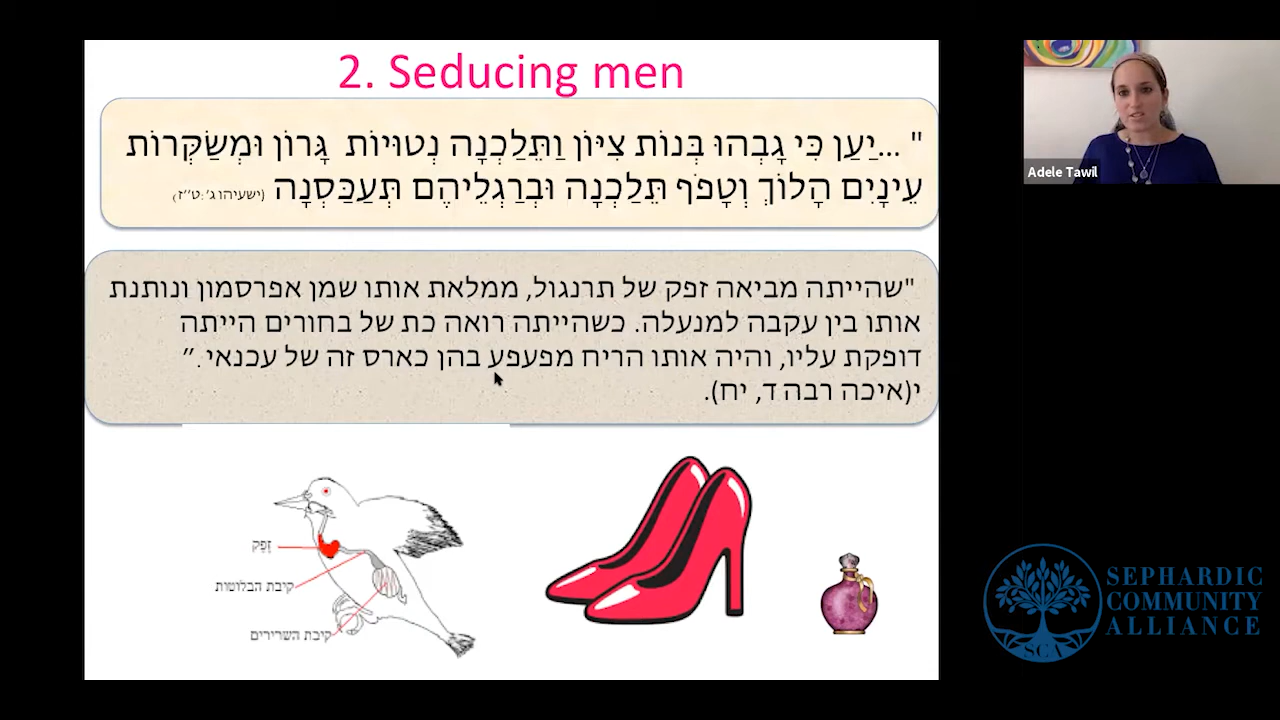 2. Seducing men
"...יַעַן כִּי גָבְהוּ בְּנוֹת צִיּוֹן וַתֵּלַכְנָה נְטוּיוֹת גָּרוֹן וּמְשַׂקְּרוֹת
עֵינָיִם הָלוֹךְ וְטָפֹף תֵּלַכְנָה וּבְרַגְלֵיהֶם תְּעַכַּסְנָה (ישעיהו ג':ט''ז)
"שהייתה מביאה זפק של תרנגול, ממלאת אותו שמן אפרסמון ונותנת
אותו בין עקבה למנעלה. כשהייתה רואה כת של בחורים הייתה
דופקת עליו, והיה אותו הריח מפעפע בהן כארס זה של עכנאי.״
י(איכה רבה ד, יח).
זֶפֶק
קיבת הבלוטות
קיבת השרירים
Adele Tawil
SEPHARDIC
COMMUNITY
ALLIANCE
SCA